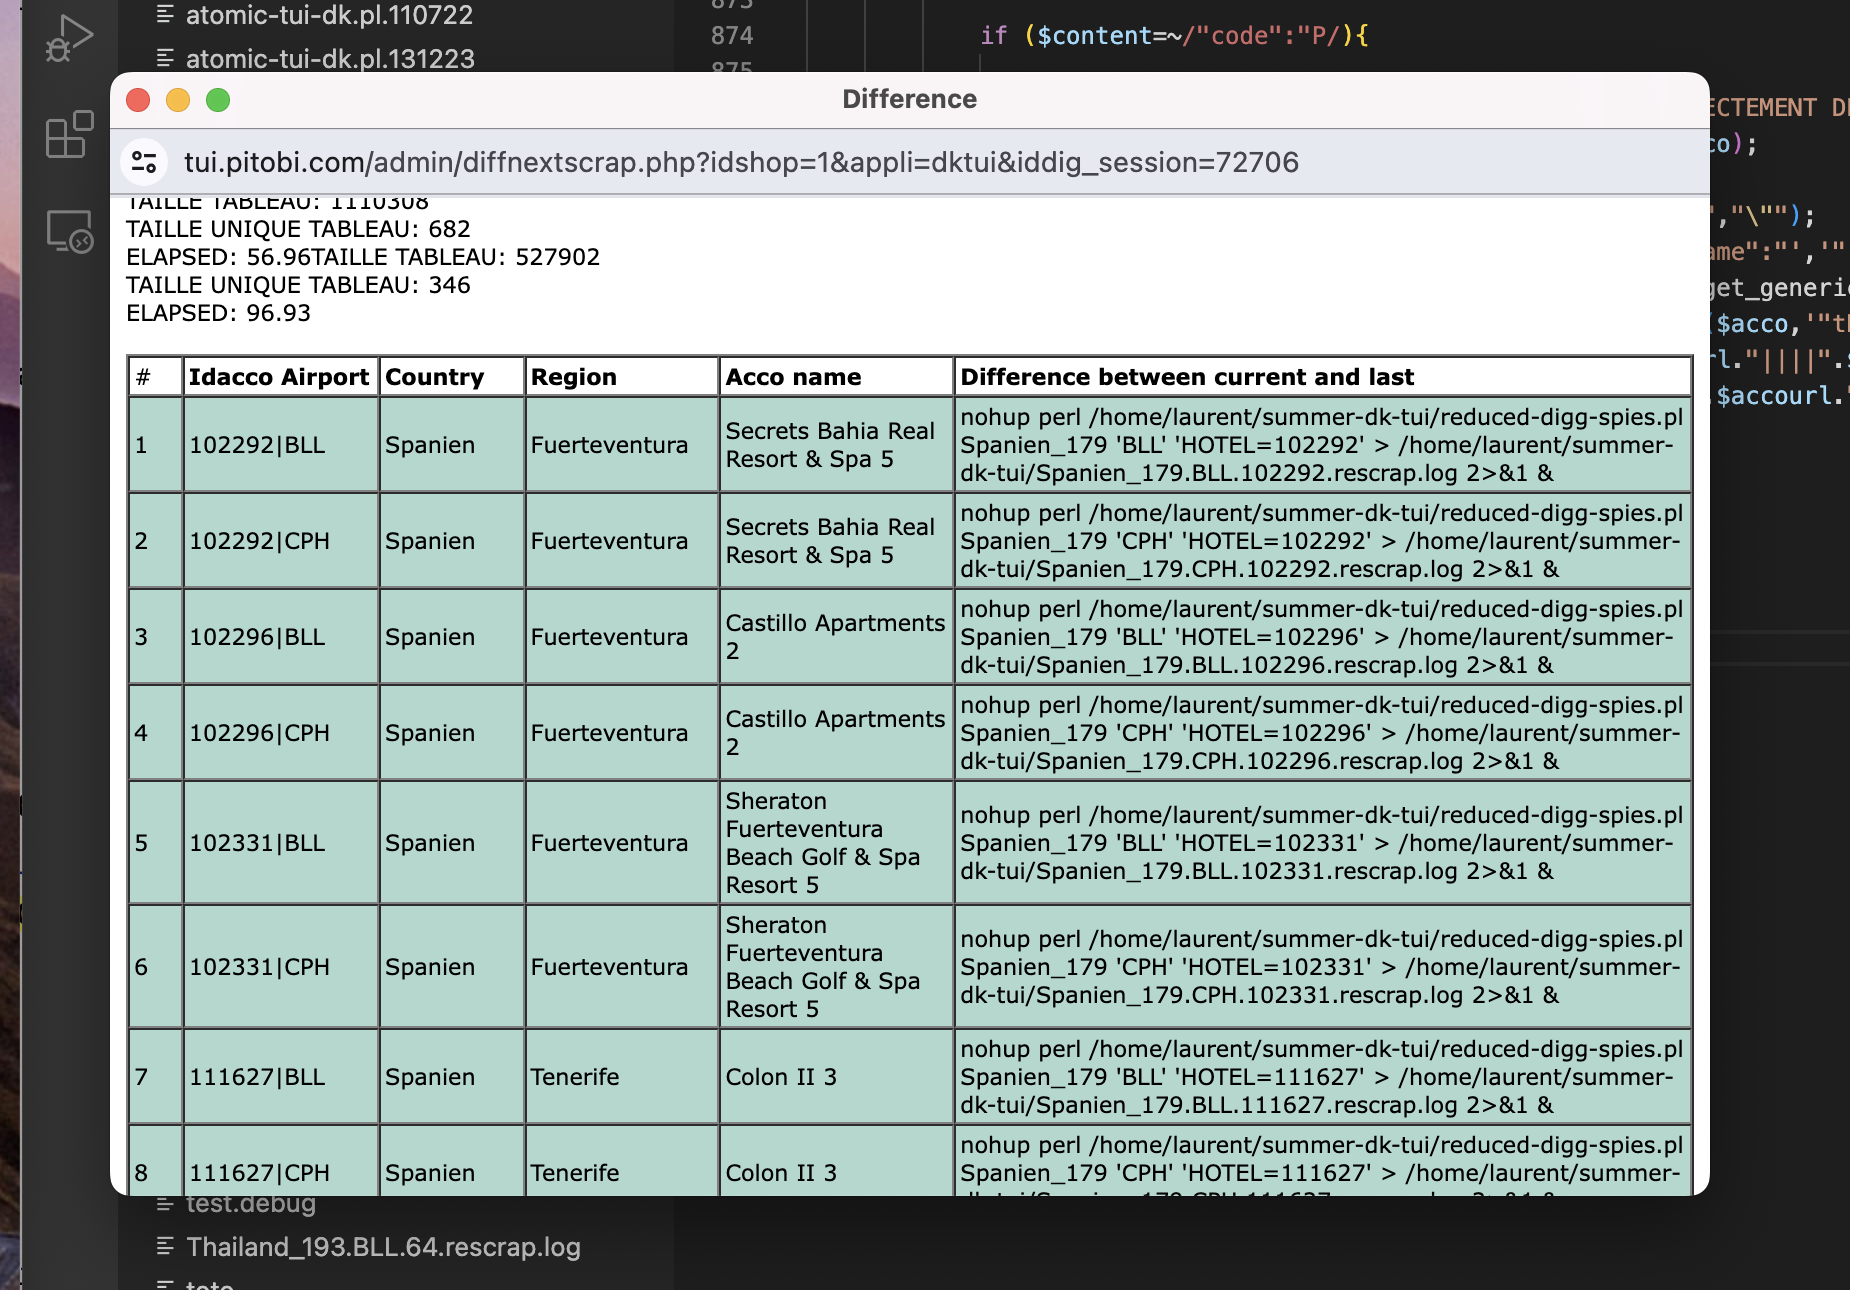 atomic-tui-dk.pl.110722
atomic-tui-dk.pl.131223
874
if ($content=~/"code":"P/){
875
Difference
tui.pitobi.com/admin/diffnextscrap.php?idshop=1&appli=dktui&iddig_session=72706
TAILLE TABLEAU: 1110308
TAILLE UNIQUE TABLEAU: 682
ELAPSED: 56.96TAILLE TABLEAU: 527902
TAILLE UNIQUE TABLEAU: 346
ELAPSED: 96.93
# Idacco Airport Country Region Acco name Difference between current and last
1 102292|BLL Spanien Fuerteventura Secrets Bahia Real
Resort & Spa 5
nohup perl /home/laurent/summer-dk-tui/reduced-digg-spies.pl
Spanien_179 'BLL' 'HOTEL=102292' > /home/laurent/summer-
dk-tui/Spanien_179.BLL.102292.rescrap.log 2>&1 &
2 102292|CPH Spanien Fuerteventura Secrets Bahia Real
Resort & Spa 5
nohup perl /home/laurent/summer-dk-tui/reduced-digg-spies.pl
Spanien_179 'CPH' 'HOTEL=102292' > /home/laurent/summer-
dk-tui/Spanien_179.CPH.102292.rescrap.log 2>&1 &
3 102296|BLL Spanien Fuerteventura Castillo Apartments
2
nohup perl /home/laurent/summer-dk-tui/reduced-digg-spies.pl
Spanien_179 'BLL' 'HOTEL=102296' > /home/laurent/summer-
dk-tui/Spanien_179.BLL.102296.rescrap.log 2>&1 &
4 102296|CPH Spanien Fuerteventura Castillo Apartments
2
nohup perl /home/laurent/summer-dk-tui/reduced-digg-spies.pl
Spanien_179 'CPH' 'HOTEL=102296' > /home/laurent/summer-
dk-tui/Spanien_179.CPH.102296.rescrap.log 2>&1 &
5 102331|BLL Spanien Fuerteventura Sheraton
Fuerteventura
Beach Golf & Spa
Resort 5
nohup perl /home/laurent/summer-dk-tui/reduced-digg-spies.pl
Spanien_179 'BLL' 'HOTEL=102331' > /home/laurent/summer-
dk-tui/Spanien_179.BLL.102331.rescrap.log 2>&1 &
6 102331|CPH Spanien Fuerteventura Sheraton
Fuerteventura
Beach Golf & Spa
Resort 5
nohup perl /home/laurent/summer-dk-tui/reduced-digg-spies.pl
Spanien_179 'CPH' 'HOTEL=102331' > /home/laurent/summer-
dk-tui/Spanien_179.CPH.102331.rescrap.log 2>&1 &
7 111627|BLL Spanien Tenerife Colon II 3
nohup perl /home/laurent/summer-dk-tui/reduced-digg-spies.pl
Spanien_179 'BLL' 'HOTEL=111627' > /home/laurent/summer-
dk-tui/Spanien_179.BLL.111627.rescrap.log 2>&1 &
8 111627|CPH Spanien Tenerife Colon II 3
nohup perl /home/laurent/summer-dk-tui/reduced-digg-spies.pl
Spanien_179 'CPH' 'HOTEL=111627' > /home/laurent/summer-
ECTEMENT D
co);
,"\"");
ame":"','"
get_generi
($acco,'"t
rl."||||".
.$accourl."
test.debug
Thailand_193.BLL.64.rescrap.log